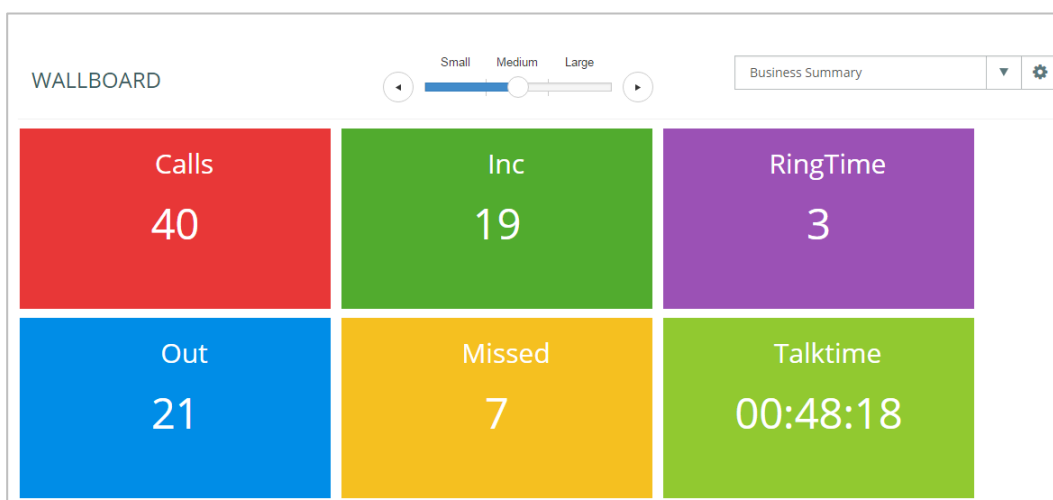 WALLBOARD
Small Medium Large
Business Summary
Calls
40
Inc
19
RingTime
3
Out
21
Missed
7
Talktime
00:48:18